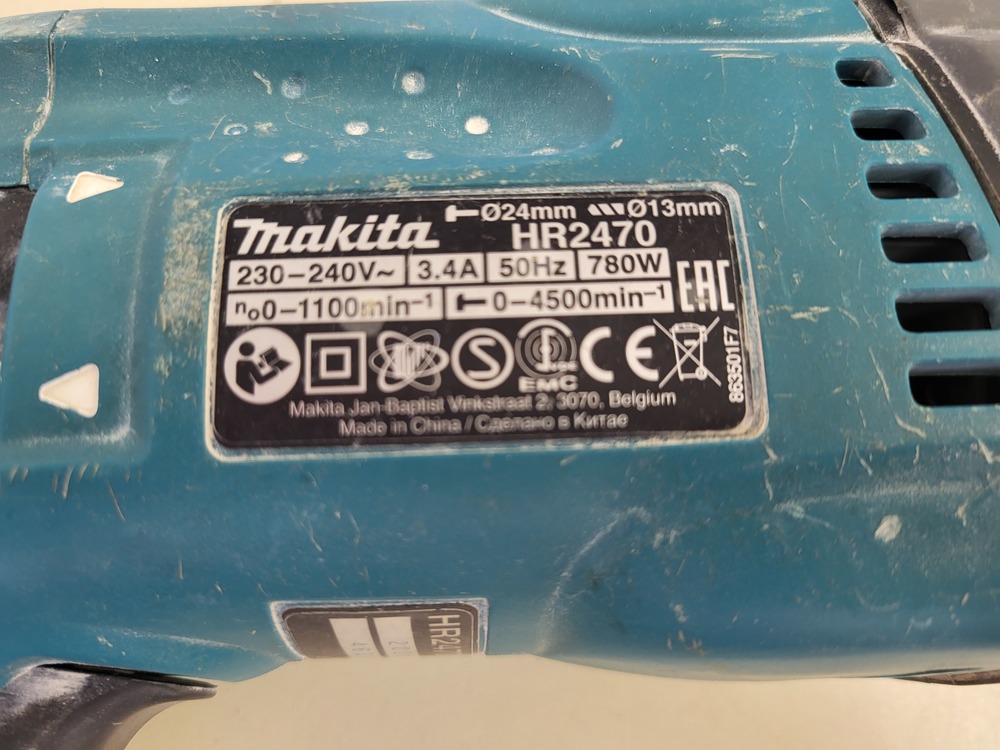 Ø24mm Ø13mm
Makita HR2470
230-240V~ 3.4A 50Hz 780W
n₀0-1100min⁻¹ 0-4500min⁻¹
EAC
S
CE
EMC
863501F7
Makita Jan-Baptist Vinkstraat 2, 3070, Belgium
Made in China / Сделано в Китае